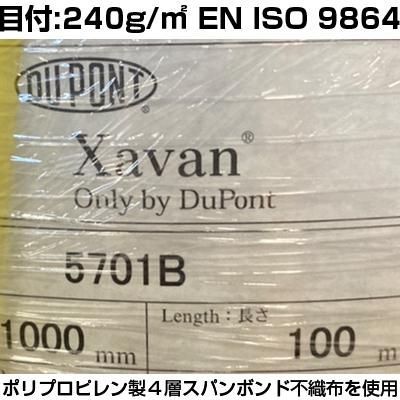 目付:240g/㎡ EN ISO 9864
DUPONT
Xavan®
Only by DuPont
5701B
1000 mm
Length:長さ
100 m
ポリプロピレン製4層スパンボンド不織布を使用